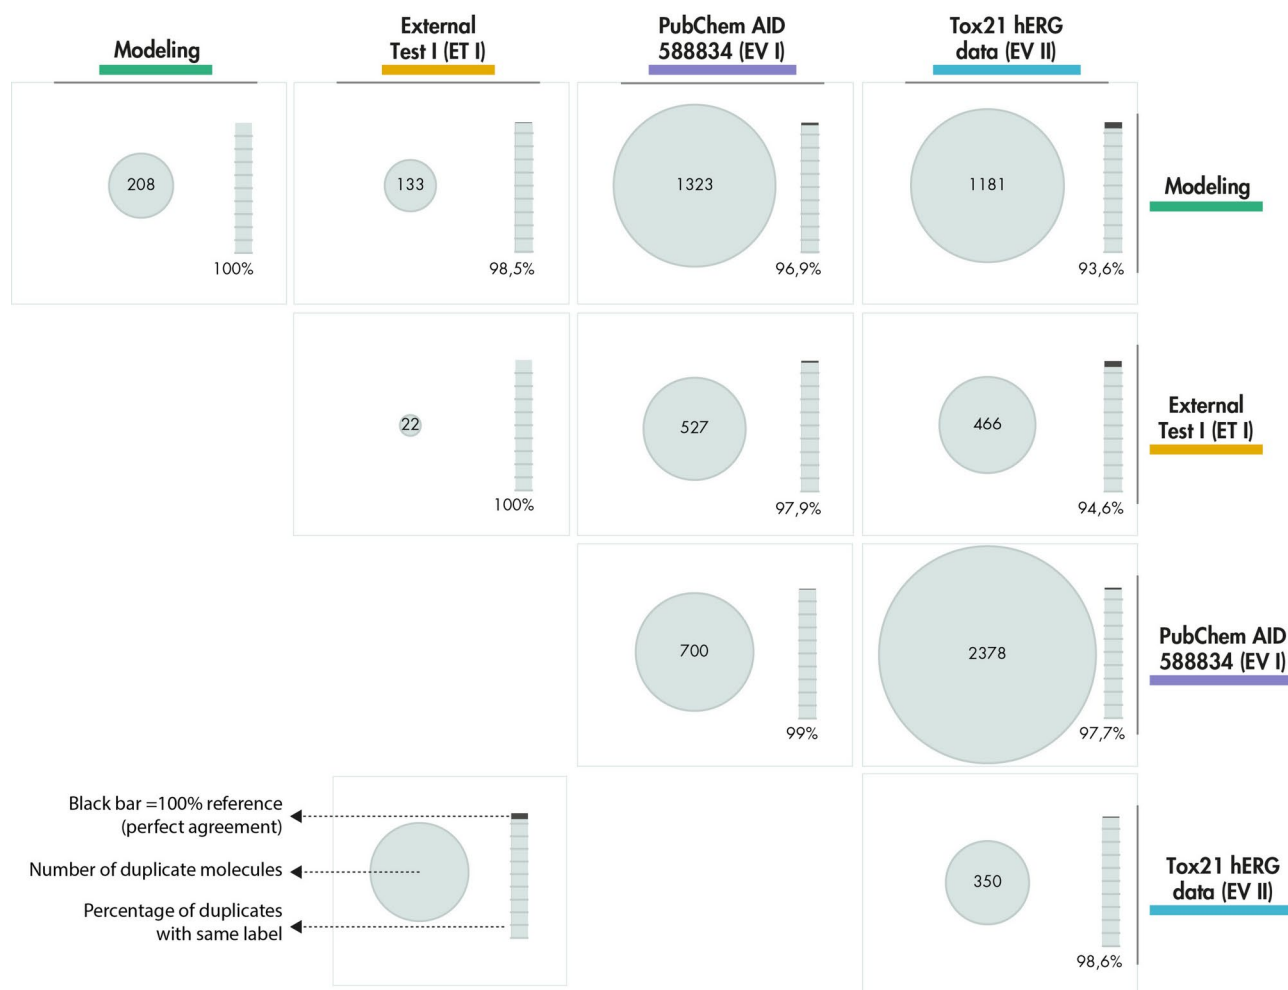 Modeling
External
Test I (ET I)
PubChem AID
588834 (EV I)
Tox21 hERG
data (EV II)
208
100%
133
98,5%
1323
96,9%
1181
93,6%
Modeling
22
100%
527
97,9%
466
94,6%
External
Test I (ET I)
700
99%
2378
97,7%
PubChem AID
588834 (EV I)
Black bar =100% reference
(perfect agreement)
Number of duplicate molecules
Percentage of duplicates
with same label
350
98,6%
Tox21 hERG
data (EV II)